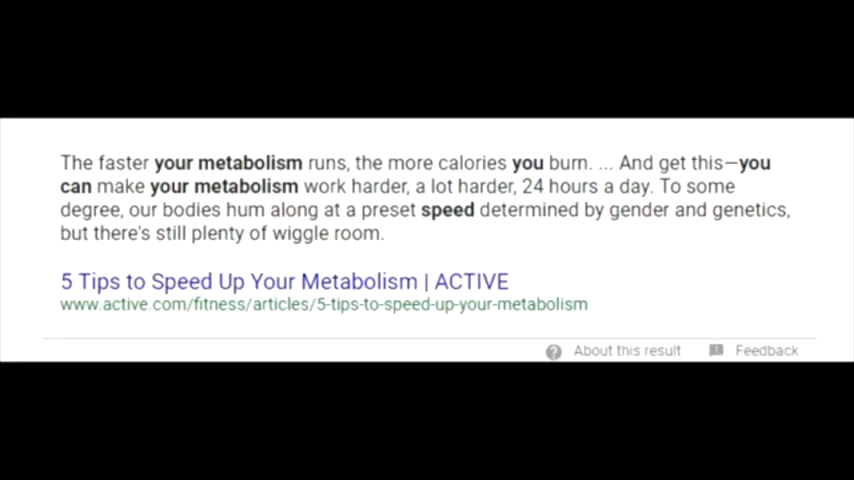 The faster your metabolism runs, the more calories you burn. ... And get this—you
can make your metabolism work harder, a lot harder, 24 hours a day. To some
degree, our bodies hum along at a preset speed determined by gender and genetics,
but there's still plenty of wiggle room.
5 Tips to Speed Up Your Metabolism | ACTIVE
www.active.com/fitness/articles/5-tips-to-speed-up-your-metabolism
About this result Feedback